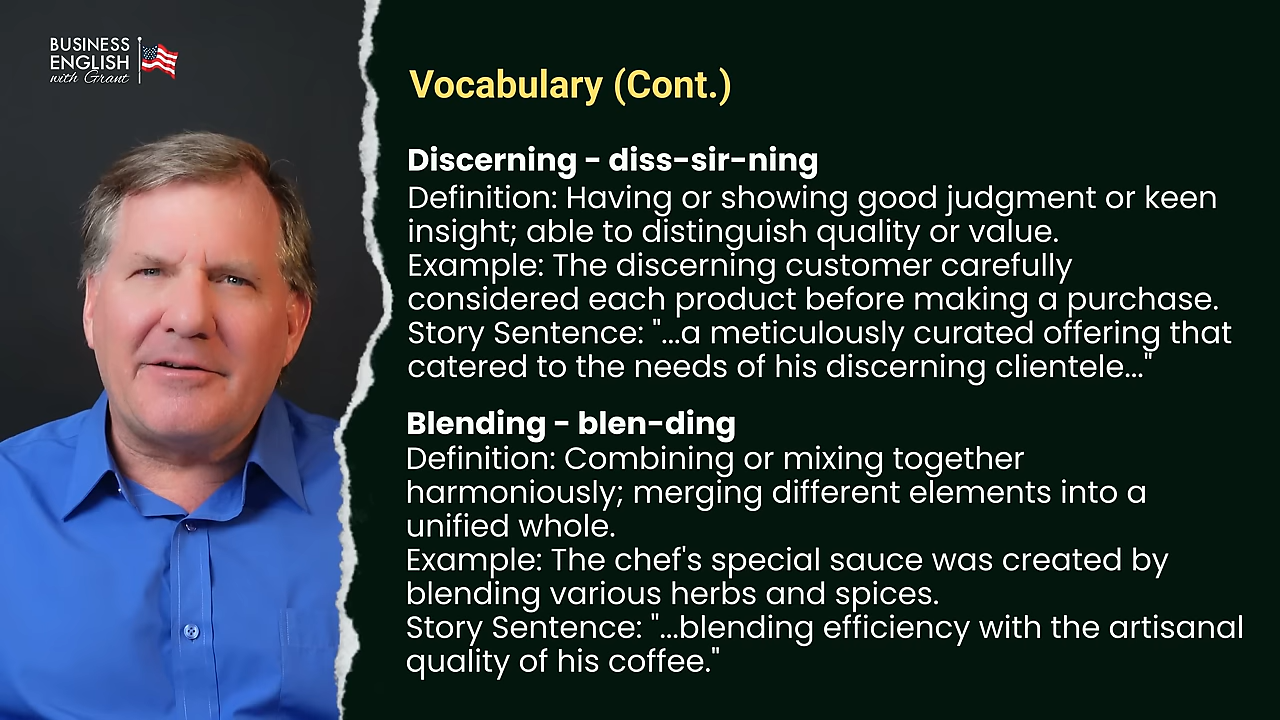 BUSINESS
ENGLISH
with Grant
Vocabulary (Cont.)
Discerning - diss-sir-ning
Definition: Having or showing good judgment or keen
insight; able to distinguish quality or value.
Example: The discerning customer carefully
considered each product before making a purchase.
Story Sentence: "...a meticulously curated offering that
catered to the needs of his discerning clientele..."
Blending - blen-ding
Definition: Combining or mixing together
harmoniously; merging different elements into a
unified whole.
Example: The chef's special sauce was created by
blending various herbs and spices.
Story Sentence: "...blending efficiency with the artisanal
quality of his coffee."